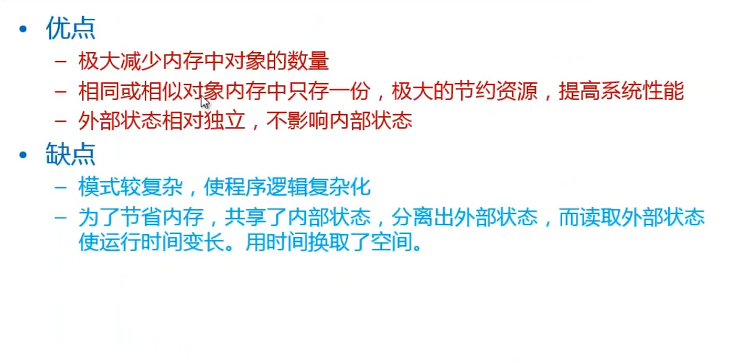 • 优点
– 极大减少内存中对象的数量
– 相同或相似对象内存中只存一份，极大的节约资源，提高系统性能
– 外部状态相对独立，不影响内部状态
• 缺点
– 模式较复杂，使程序逻辑复杂化
– 为了节省内存，共享了内部状态，分离出外部状态，而读取外部状态
使运行时间变长。用时间换取了空间。